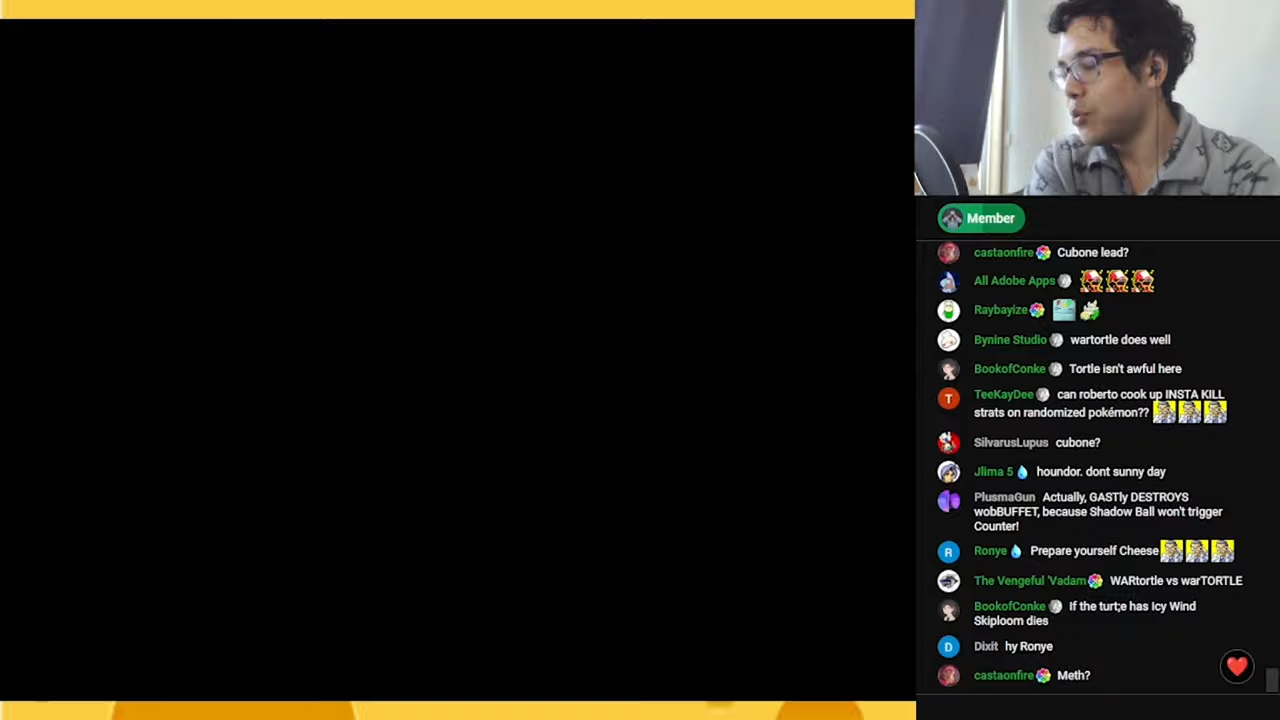 Member
castaonfire Cubone lead?
All Adobe Apps
Raybayize
Bynine Studio wartortle does well
BookofConke Tortle isn't awful here
TeeKayDee can roberto cook up INSTA KILL
strats on randomized pokémon??
SilvarusLupus cubone?
Jlima 5 houndor. dont sunny day
PlusmaGun Actually, GASTly DESTROYS
wobBUFFET, because Shadow Ball won't trigger
Counter!
Ronye Prepare yourself Cheese
The Vengeful 'Vadam WARtortle vs warTORTLE
BookofConke If the turt;e has Icy Wind
Skiploom dies
Dixit hy Ronye
castaonfire Meth?